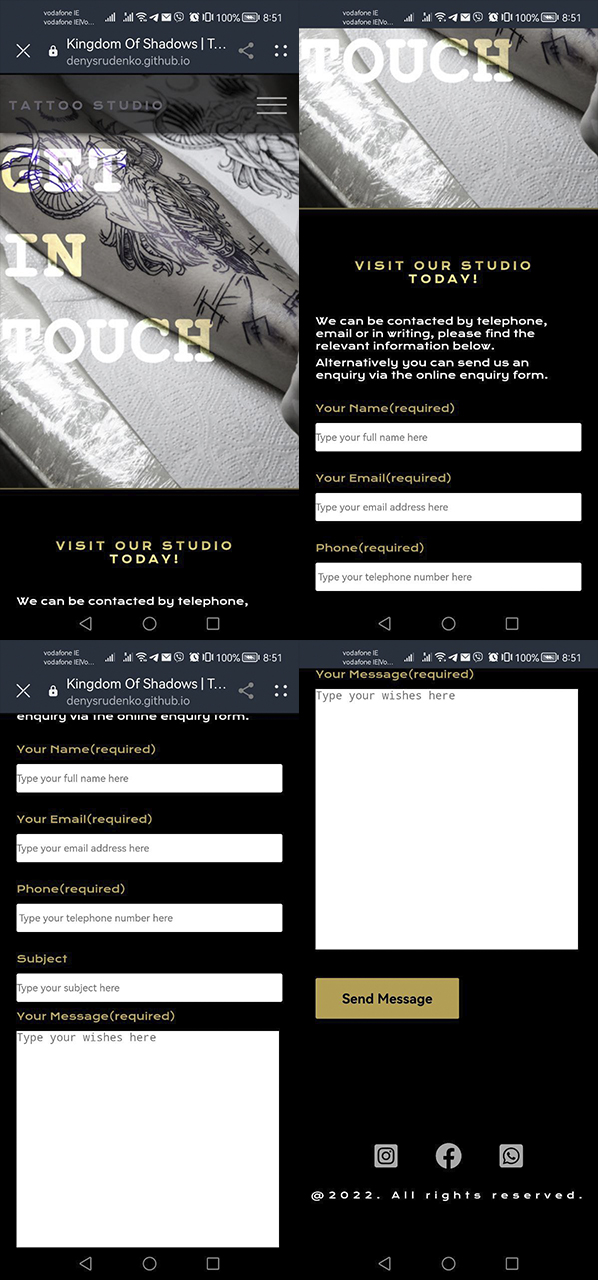 vodafone IE
vodafone IE|Vo...
100%
8:51
Kingdom Of Shadows | T...
denysrudenko.github.io
TATTOO STUDIO
GET
IN
TOUCH
VISIT OUR STUDIO
TODAY!
We can be contacted by telephone,
vodafone IE
vodafone IE|Vo...
100%
8:51
TOUCH
VISIT OUR STUDIO
TODAY!
We can be contacted by telephone,
email or in writing, please find the
relevant information below.
Alternatively you can send us an
enquiry via the online enquiry form.
Your Name(required)
Type your full name here
Your Email(required)
Type your email address here
Phone(required)
Type your telephone number here
vodafone IE
vodafone IE|Vo...
100%
8:51
Kingdom Of Shadows | T...
denysrudenko.github.io
enquiry via the online enquiry form.
Your Name(required)
Type your full name here
Your Email(required)
Type your email address here
Phone(required)
Type your telephone number here
Subject
Type your subject here
Your Message(required)
Type your wishes here
vodafone IE
vodafone IE|Vo...
100%
8:51
Your Message(required)
Type your wishes here
Send Message
@2022. All rights reserved.